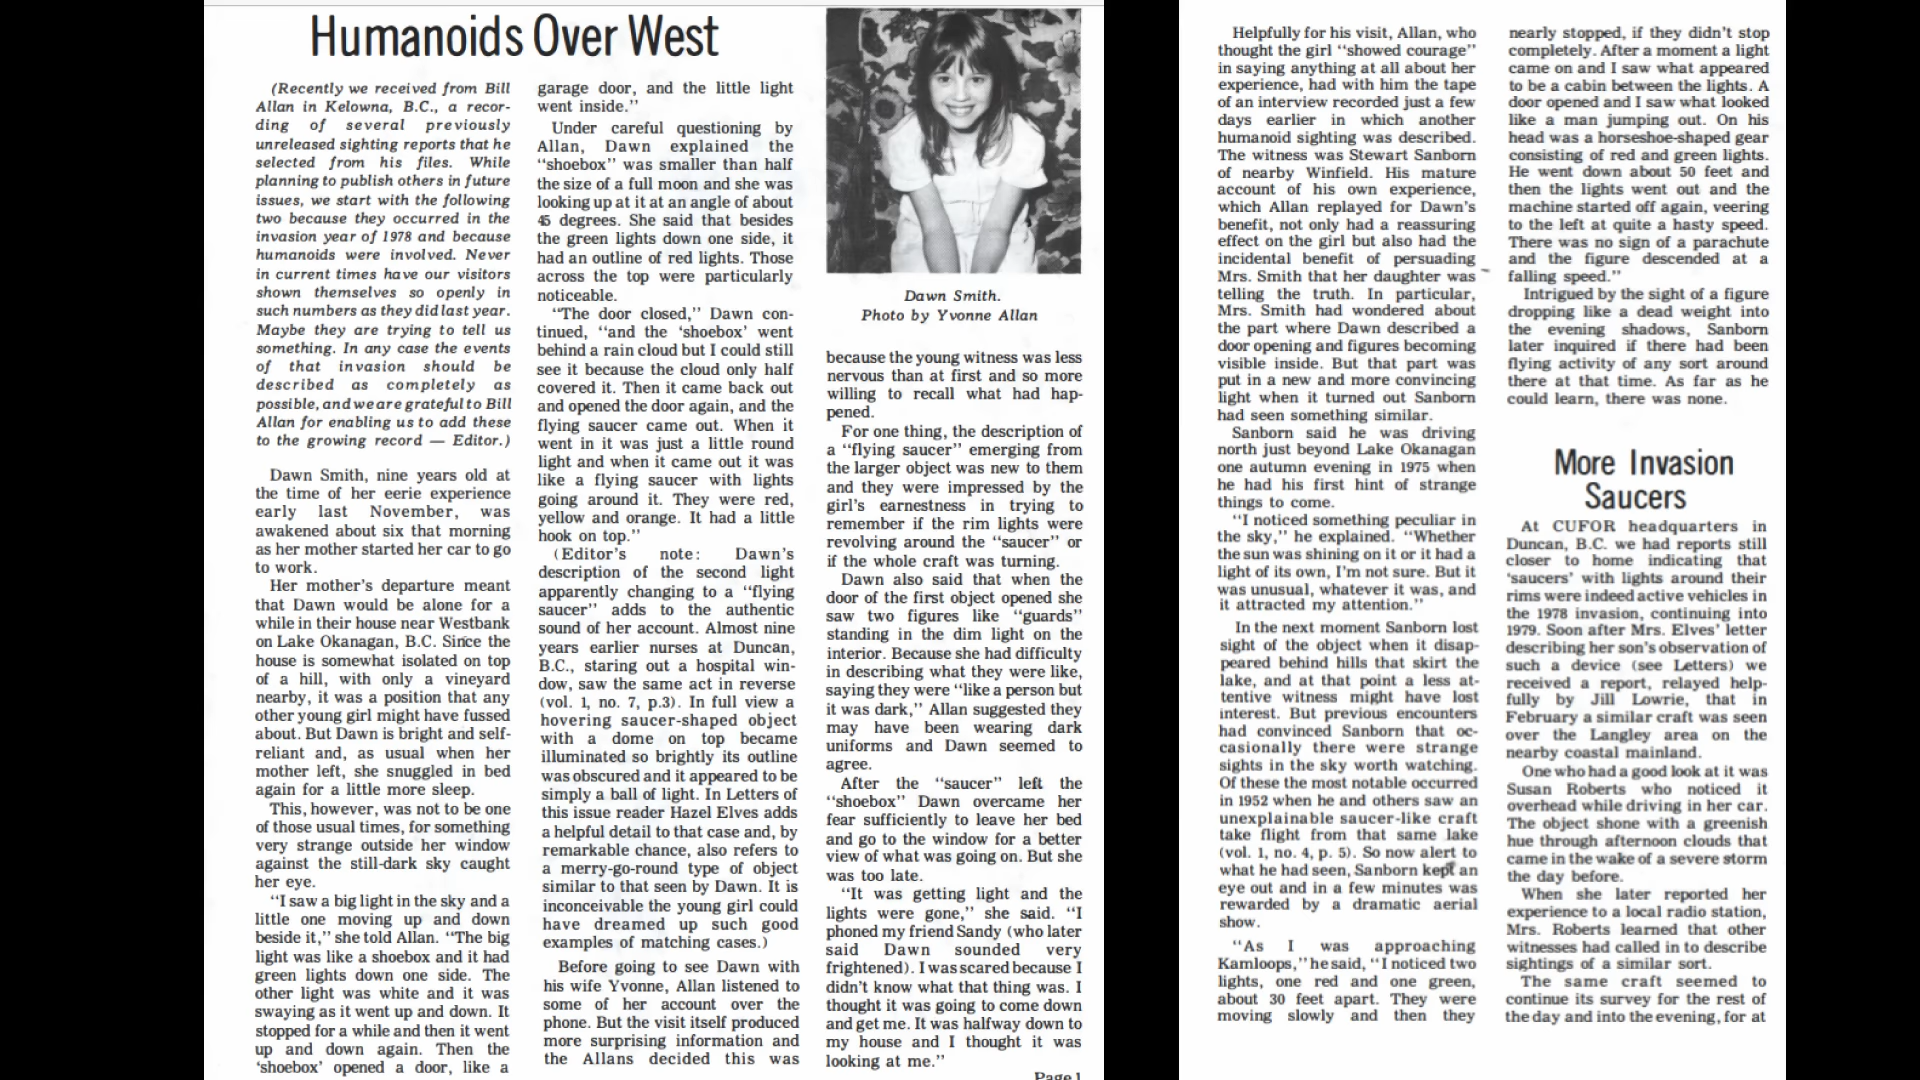 Humanoids Over West
(Recently we received from Bill
Allan in Kelowna, B.C., a recor-
ding of several previously
unreleased sighting reports that he
selected from his files. While
planning to publish others in future
issues, we start with the following
two because they occurred in the
invasion year of 1978 and because
humanoids were involved. Never
in current times have our visitors
shown themselves so openly in
such numbers as they did last year.
Maybe they are trying to tell us
something. In any case the events
of that invasion should be
described as completely as
possible, and we are grateful to Bill
Allan for enabling us to add these
to the growing record — Editor.)
Dawn Smith, nine years old at
the time of her eerie experience
early last November, was
awakened about six that morning
as her mother started her car to go
to work.
Her mother's departure meant
that Dawn would be alone for a
while in their house near Westbank
on Lake Okanagan, B.C. Since the
house is somewhat isolated on top
of a hill, with only a vineyard
nearby, it was a position that any
other young girl might have fussed
about. But Dawn is bright and self-
reliant and, as usual when her
mother left, she snuggled in bed
again for a little more sleep.
This, however, was not to be one
of those usual times, for something
very strange outside her window
against the still-dark sky caught
her eye.
"I saw a big light in the sky and a
little one moving up and down
beside it," she told Allan. "The big
light was like a shoebox and it had
green lights down one side. The
other light was white and it was
swaying as it went up and down. It
stopped for a while and then it went
up and down again. Then the
'shoebox' opened a door, like a
garage door, and the little light
went inside."
Under careful questioning by
Allan, Dawn explained the
"shoebox" was smaller than half
the size of a full moon and she was
looking up at it at an angle of about
45 degrees. She said that besides
the green lights down one side, it
had an outline of red lights. Those
across the top were particularly
noticeable.
"The door closed," Dawn con-
tinued, "and the 'shoebox' went
behind a rain cloud but I could still
see it because the cloud only half
covered it. Then it came back out
and opened the door again, and the
flying saucer came out. When it
went in it was just a little round
light and when it came out it was
like a flying saucer with lights
going around it. They were red,
yellow and orange. It had a little
hook on top."
(Editor's note: Dawn's
description of the second light
apparently changing to a "flying
saucer" adds to the authentic
sound of her account. Almost nine
years earlier nurses at Duncan,
B.C., staring out a hospital win-
dow, saw the same act in reverse
(vol. 1, no. 7, p.3). In full view a
hovering saucer-shaped object
with a dome on top became
illuminated so brightly its outline
was obscured and it appeared to be
simply a ball of light. In Letters of
this issue reader Hazel Elves adds
a helpful detail to that case and, by
remarkable chance, also refers to
a merry-go-round type of object
similar to that seen by Dawn. It is
inconceivable the young girl could
have dreamed up such good
examples of matching cases.)
Before going to see Dawn with
his wife Yvonne, Allan listened to
some of her account over the
phone. But the visit itself produced
more surprising information and
the Allans decided this was
Dawn Smith.
Photo by Yvonne Allan
because the young witness was less
nervous than at first and so more
willing to recall what had hap-
pened.
For one thing, the description of
a "flying saucer" emerging from
the larger object was new to them
and they were impressed by the
girl's earnestness in trying to
remember if the rim lights were
revolving around the "saucer" or
if the whole craft was turning.
Dawn also said that when the
door of the first object opened she
saw two figures like "guards"
standing in the dim light on the
interior. Because she had difficulty
in describing what they were like,
saying they were "like a person but
it was dark," Allan suggested they
may have been wearing dark
uniforms and Dawn seemed to
agree.
After the "saucer" left the
"shoebox" Dawn overcame her
fear sufficiently to leave her bed
and go to the window for a better
view of what was going on. But she
was too late.
"It was getting light and the
lights were gone," she said. "I
phoned my friend Sandy (who later
said Dawn sounded very
frightened). I was scared because I
didn't know what that thing was. I
thought it was going to come down
and get me. It was halfway down to
my house and I thought it was
looking at me."
Page 1
Helpfully for his visit, Allan, who
thought the girl "showed courage"
in saying anything at all about her
experience, had with him the tape
of an interview recorded just a few
days earlier in which another
humanoid sighting was described.
The witness was Stewart Sanborn
of nearby Winfield. His mature
account of his own experience,
which Allan replayed for Dawn's
benefit, not only had a reassuring
effect on the girl but also had the
incidental benefit of persuading
Mrs. Smith that her daughter was
telling the truth. In particular,
Mrs. Smith had wondered about
the part where Dawn described a
door opening and figures becoming
visible inside. But that part was
put in a new and more convincing
light when it turned out Sanborn
had seen something similar.
Sanborn said he was driving
north just beyond Lake Okanagan
one autumn evening in 1975 when
he had his first hint of strange
things to come.
"I noticed something peculiar in
the sky," he explained. "Whether
the sun was shining on it or it had a
light of its own, I'm not sure. But it
was unusual, whatever it was, and
it attracted my attention."
In the next moment Sanborn lost
sight of the object when it disap-
peared behind hills that skirt the
lake, and at that point a less at-
tentive witness might have lost
interest. But previous encounters
had convinced Sanborn that oc-
casionally there were strange
sights in the sky worth watching.
Of these the most notable occurred
in 1952 when he and others saw an
unexplainable saucer-like craft
take flight from that same lake
(vol. 1, no. 4, p. 5). So now alert to
what he had seen, Sanborn kept an
eye out and in a few minutes was
rewarded by a dramatic aerial
show.
"As I was approaching
Kamloops," he said, "I noticed two
lights, one red and one green,
about 30 feet apart. They were
moving slowly and then they
nearly stopped, if they didn't stop
completely. After a moment a light
came on and I saw what appeared
to be a cabin between the lights. A
door opened and I saw what looked
like a man jumping out. On his
head was a horseshoe-shaped gear
consisting of red and green lights.
He went down about 50 feet and
then the lights went out and the
machine started off again, veering
to the left at quite a hasty speed.
There was no sign of a parachute
and the figure descended at a
falling speed."
Intrigued by the sight of a figure
dropping like a dead weight into
the evening shadows, Sanborn
later inquired if there had been
flying activity of any sort around
there at that time. As far as he
could learn, there was none.
More Invasion
Saucers
At CUFOR headquarters in
Duncan, B.C. we had reports still
closer to home indicating that
'saucers' with lights around their
rims were indeed active vehicles in
the 1978 invasion, continuing into
1979. Soon after Mrs. Elves' letter
describing her son's observation of
such a device (see Letters) we
received a report, relayed help-
fully by Jill Lowrie, that in
February a similar craft was seen
over the Langley area on the
nearby coastal mainland.
One who had a good look at it was
Susan Roberts who noticed it
overhead while driving in her car.
The object shone with a greenish
hue through afternoon clouds that
came in the wake of a severe storm
the day before.
When she later reported her
experience to a local radio station,
Mrs. Roberts learned that other
witnesses had called in to describe
sightings of a similar sort.
The same craft seemed to
continue its survey for the rest of
the day and into the evening, for at